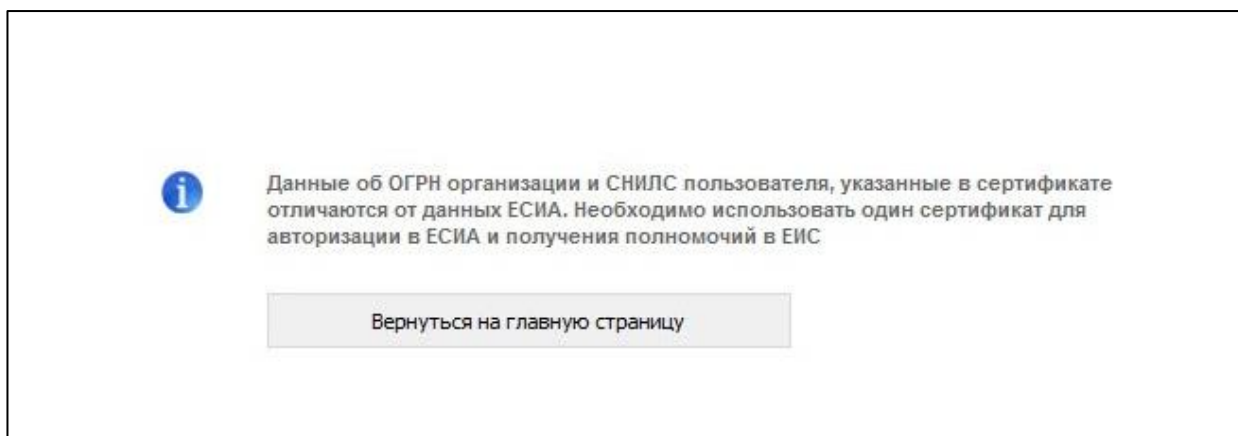 Данные об ОГРН организации и СНИЛС пользователя, указанные в сертификате
отличаются от данных ЕСИА. Необходимо использовать один сертификат для
авторизации в ЕСИА и получения полномочий в ЕИС
Вернуться на главную страницу